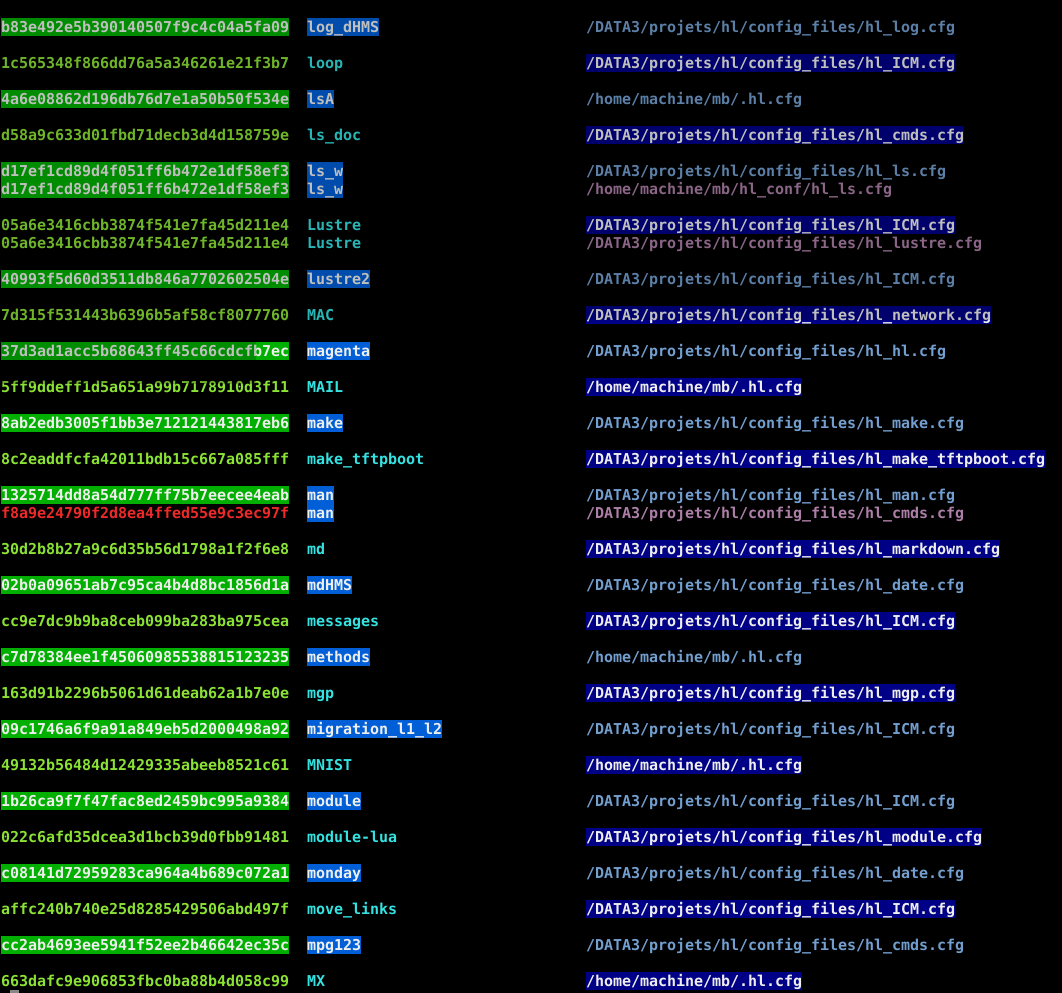 b83e492e5b390140507f9c4c04a5fa09 log_dHMS /DATA3/projets/hl/config_files/hl_log.cfg
1c565348f866dd76a5a346261e21f3b7 loop /DATA3/projets/hl/config_files/hl_ICM.cfg
4a6e08862d196db76d7e1a50b50f534e lsA /home/machine/mb/.hl.cfg
d58a9c633d01fbd71decb3d4d158759e ls_doc /DATA3/projets/hl/config_files/hl_cmds.cfg
d17ef1cd89d4f051ff6b472e1df58ef3 ls_w /DATA3/projets/hl/config_files/hl_ls.cfg
d17ef1cd89d4f051ff6b472e1df58ef3 ls_w /home/machine/mb/hl_conf/hl_ls.cfg
05a6e3416cbb3874f541e7fa45d211e4 Lustre /DATA3/projets/hl/config_files/hl_ICM.cfg
05a6e3416cbb3874f541e7fa45d211e4 Lustre /DATA3/projets/hl/config_files/hl_lustre.cfg
40993f5d60d3511db846a7702602504e lustre2 /DATA3/projets/hl/config_files/hl_ICM.cfg
7d315f531443b6396b5af58cf8077760 MAC /DATA3/projets/hl/config_files/hl_network.cfg
37d3ad1acc5b68643ff45c66cdcfb7ec magenta /DATA3/projets/hl/config_files/hl_hl.cfg
5ff9ddeff1d5a651a99b7178910d3f11 MAIL /home/machine/mb/.hl.cfg
8ab2edb3005f1bb3e712121443817eb6 make /DATA3/projets/hl/config_files/hl_make.cfg
8c2eaddfcfa42011bdb15c667a085fff make_tftpboot /DATA3/projets/hl/config_files/hl_make_tftpboot.cfg
1325714dd8a54d777ff75b7eecee4eab man /DATA3/projets/hl/config_files/hl_man.cfg
f8a9e24790f2d8ea4ffed55e9c3ec97f man /DATA3/projets/hl/config_files/hl_cmds.cfg
30d2b8b27a9c6d35b56d1798a1f2f6e8 md /DATA3/projets/hl/config_files/hl_markdown.cfg
02b0a09651ab7c95ca4b4d8bc1856d1a mdHMS /DATA3/projets/hl/config_files/hl_date.cfg
cc9e7dc9b9ba8ceb099ba283ba975cea messages /DATA3/projets/hl/config_files/hl_ICM.cfg
c7d78384ee1f45060985538815123235 methods /home/machine/mb/.hl.cfg
163d91b2296b5061d61deab62a1b7e0e mgp /DATA3/projets/hl/config_files/hl_mgp.cfg
09c1746a6f9a91a849eb5d2000498a92 migration_l1_l2 /DATA3/projets/hl/config_files/hl_ICM.cfg
49132b56484d12429335abeeb8521c61 MNIST /home/machine/mb/.hl.cfg
1b26ca9f7f47fac8ed2459bc995a9384 module /DATA3/projets/hl/config_files/hl_ICM.cfg
022c6afd35dcea3d1bcb39d0fbb91481 module-lua /DATA3/projets/hl/config_files/hl_module.cfg
c08141d72959283ca964a4b689c072a1 monday /DATA3/projets/hl/config_files/hl_date.cfg
affc240b740e25d8285429506abd497f move_links /DATA3/projets/hl/config_files/hl_ICM.cfg
cc2ab4693ee5941f52ee2b46642ec35c mpg123 /DATA3/projets/hl/config_files/hl_cmds.cfg
663dafc9e906853fbc0ba88b4d058c99 MX /home/machine/mb/.hl.cfg